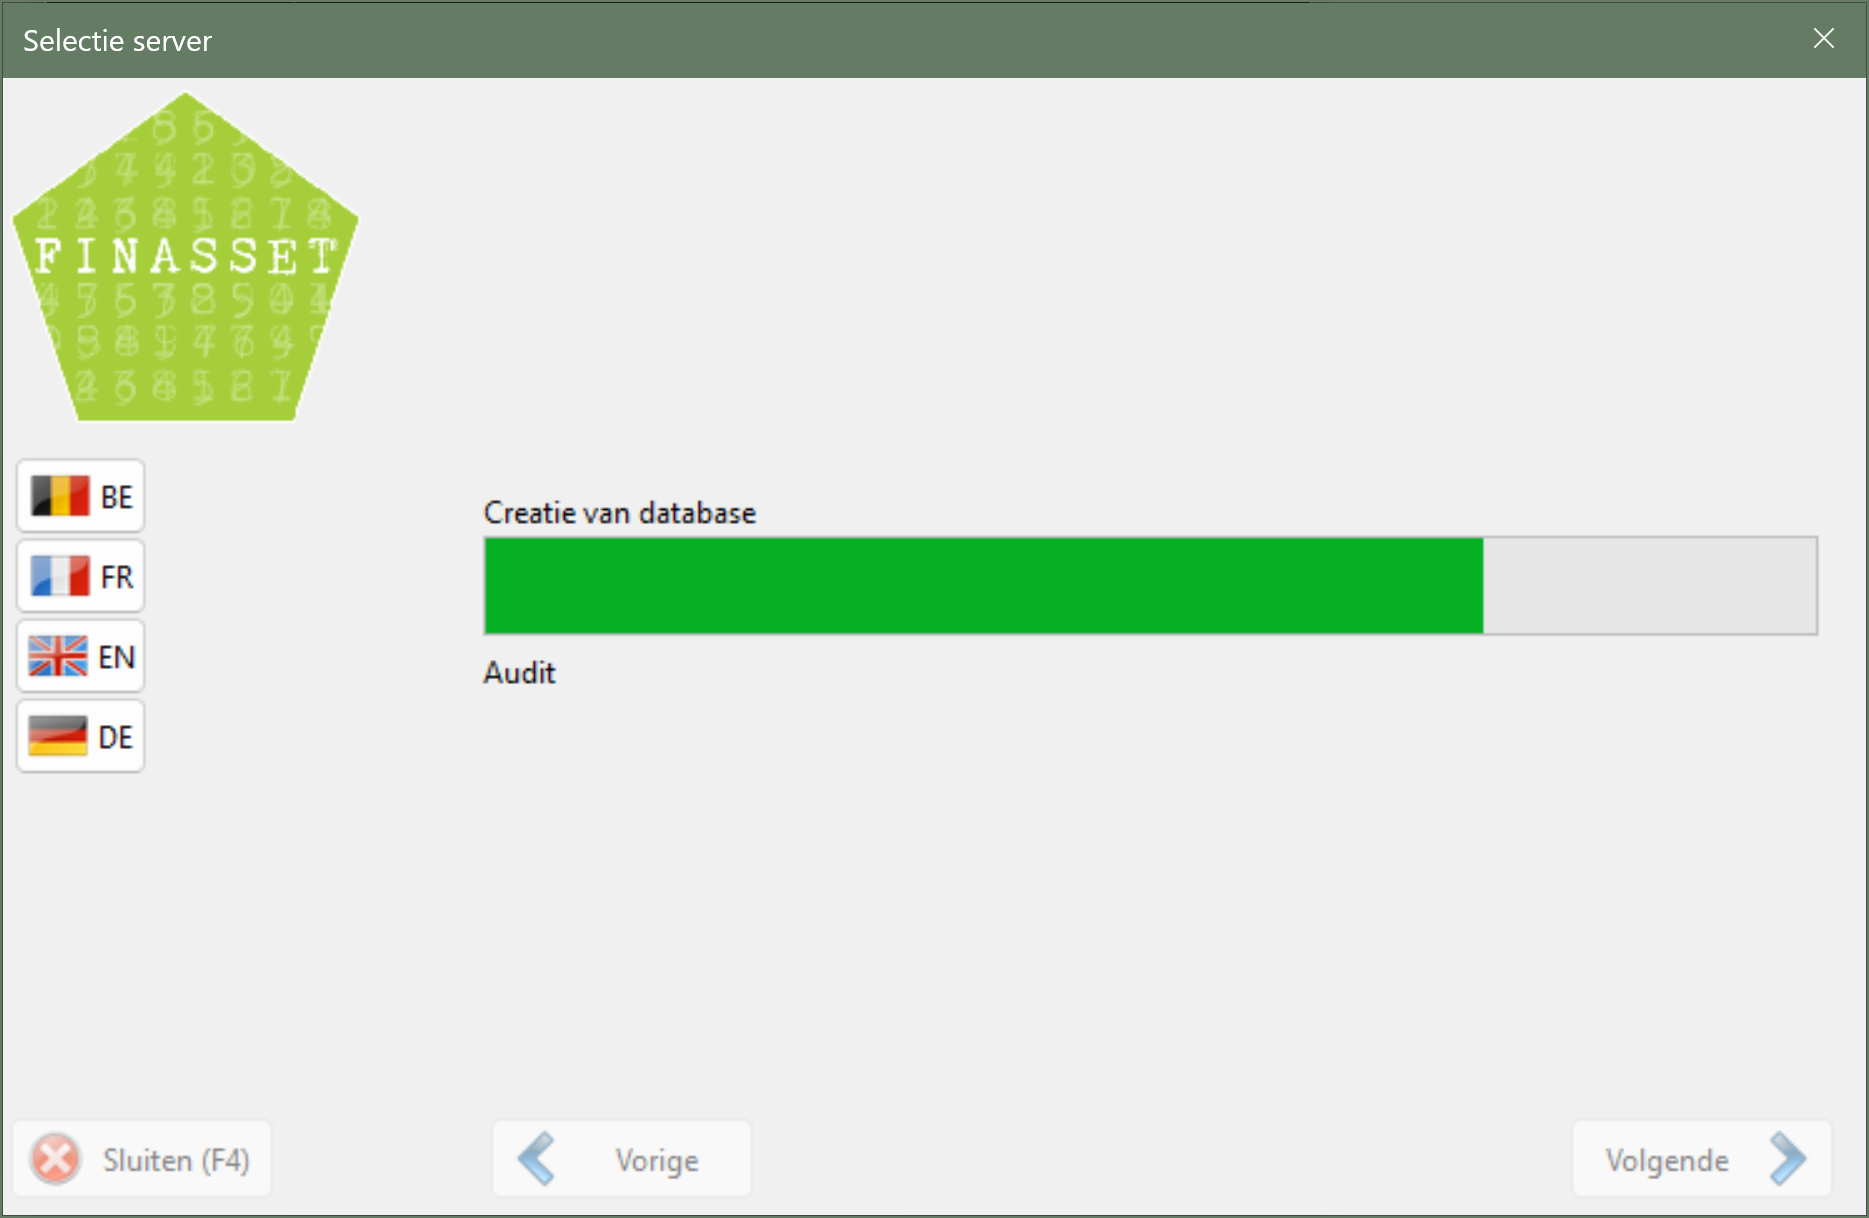 Selectie server
FINASSET
BE
FR
EN
DE
Creatie van database
Audit
Sluiten (F4)
Vorige
Volgende